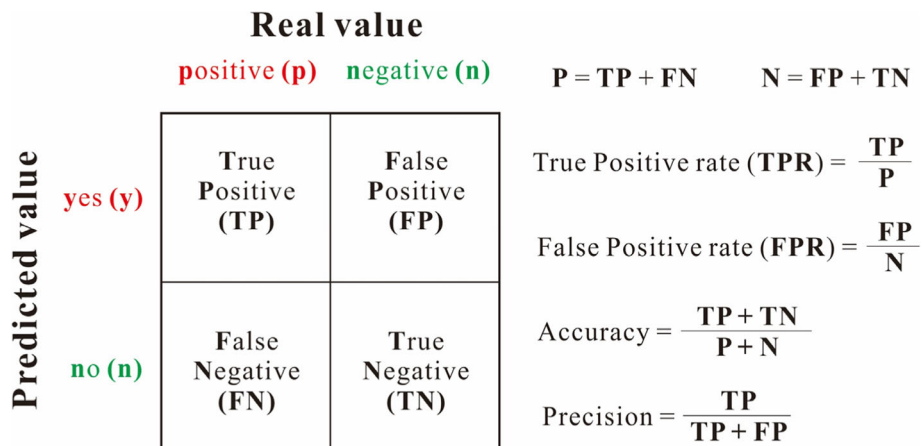 Real value
positive (p) negative (n)
Predicted value
yes (y)
True
Positive
(TP)
False
Positive
(FP)
no (n)
False
Negative
(FN)
True
Negative
(TN)
P = TP + FN N = FP + TN
True Positive rate (TPR) = TP / P
False Positive rate (FPR) = FP / N
Accuracy = TP + TN / P + N
Precision = TP / TP + FP